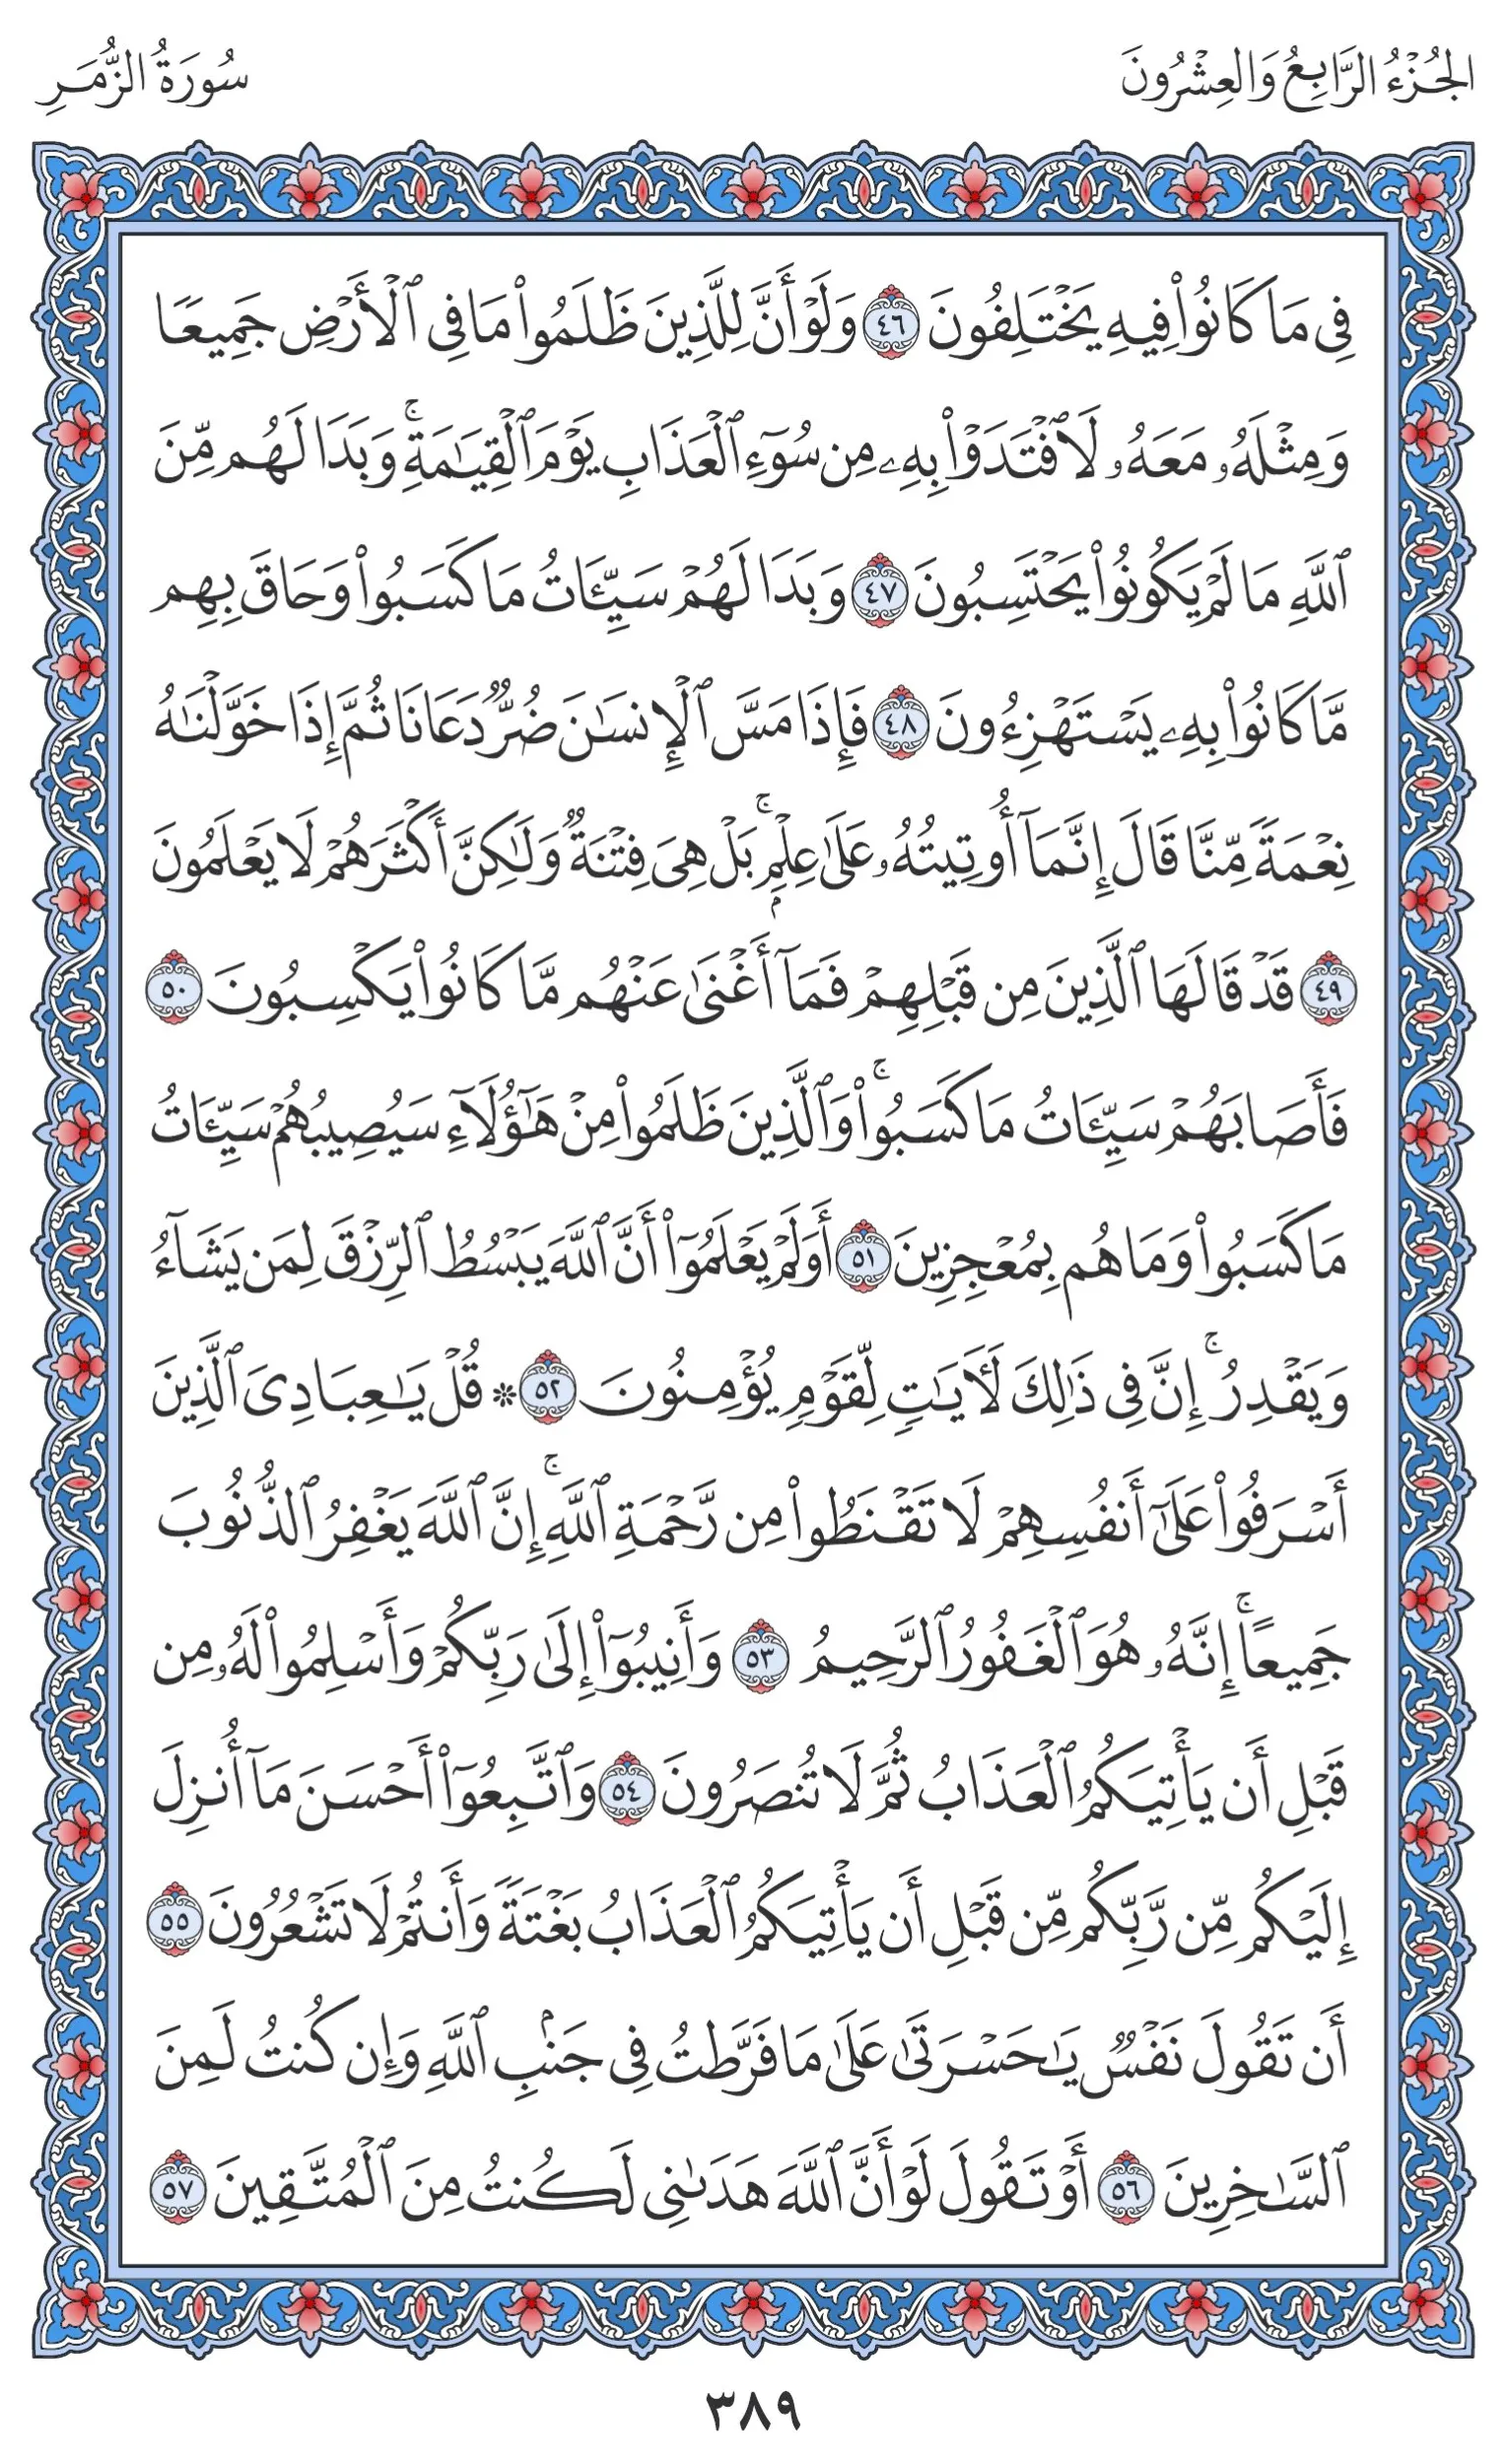 الجُزْءُ الرَّابِعُ وَالعِشْرُونَ
سُورَةُ الزُّمَرِ
فِي مَا كَانُوا۟ فِيهِ يَخْتَلِفُونَ ٤٦ وَلَوْ أَنَّ لِلَّذِينَ ظَلَمُوا۟ مَا فِى ٱلْأَرْضِ جَمِيعًا
وَمِثْلَهُۥ مَعَهُۥ لَٱفْتَدَوْا۟ بِهِۦ مِن سُوٓءِ ٱلْعَذَابِ يَوْمَ ٱلْقِيَـٰمَةِ ۚ وَبَدَا لَهُم مِّنَ
ٱللَّهِ مَا لَمْ يَكُونُوا۟ يَحْتَسِبُونَ ٤٧ وَبَدَا لَهُمْ سَيِّـَٔاتُ مَا كَسَبُوا۟ وَحَاقَ بِهِم
مَّا كَانُوا۟ بِهِۦ يَسْتَهْزِءُونَ ٤٨ فَإِذَا مَسَّ ٱلْإِنسَـٰنَ ضُرٌّ دَعَانَا ثُمَّ إِذَا خَوَّلْنَـٰهُ
نِعْمَةً مِّنَّا قَالَ إِنَّمَآ أُوتِيتُهُۥ عَلَىٰ عِلْمٍۭ ۚ بَلْ هِىَ فِتْنَةٌ وَلَـٰكِنَّ أَكْثَرَهُمْ لَا يَعْلَمُونَ
٤٩ قَدْ قَالَهَا ٱلَّذِينَ مِن قَبْلِهِمْ فَمَآ أَغْنَىٰ عَنْهُم مَّا كَانُوا۟ يَكْسِبُونَ ٥٠
فَأَصَابَهُمْ سَيِّـَٔاتُ مَا كَسَبُوا۟ ۚ وَٱلَّذِينَ ظَلَمُوا۟ مِنْ هَـٰٓؤُلَآءِ سَيُصِيبُهُمْ سَيِّـَٔاتُ
مَا كَسَبُوا۟ وَمَا هُم بِمُعْجِزِينَ ٥١ أَوَلَمْ يَعْلَمُوٓا۟ أَنَّ ٱللَّهَ يَبْسُطُ ٱلرِّزْقَ لِمَن يَشَآءُ
وَيَقْدِرُ ۚ إِنَّ فِى ذَٰلِكَ لَـَٔايَـٰتٍ لِّقَوْمٍ يُؤْمِنُونَ ٥٢ ۞ قُلْ يَـٰعِبَادِىَ ٱلَّذِينَ
أَسْرَفُوا۟ عَلَىٰٓ أَنفُسِهِمْ لَا تَقْنَطُوا۟ مِن رَّحْمَةِ ٱللَّهِ ۚ إِنَّ ٱللَّهَ يَغْفِرُ ٱلذُّنُوبَ
جَمِيعًا ۚ إِنَّهُۥ هُوَ ٱلْغَفُورُ ٱلرَّحِيمُ ٥٣ وَأَنِيبُوٓا۟ إِلَىٰ رَبِّكُمْ وَأَسْلِمُوا۟ لَهُۥ مِن
قَبْلِ أَن يَأْتِيَكُمُ ٱلْعَذَابُ ثُمَّ لَا تُنصَرُونَ ٥٤ وَٱتَّبِعُوٓا۟ أَحْسَنَ مَآ أُنزِلَ
إِلَيْكُم مِّن رَّبِّكُم مِّن قَبْلِ أَن يَأْتِيَكُمُ ٱلْعَذَابُ بَغْتَةً وَأَنتُمْ لَا تَشْعُرُونَ ٥٥
أَن تَقُولَ نَفْسٌ يَـٰحَسْرَتَىٰ عَلَىٰ مَا فَرَّطتُ فِى جَنۢبِ ٱللَّهِ وَإِن كُنتُ لَمِنَ
ٱلسَّـٰخِرِينَ ٥٦ أَوْ تَقُولَ لَوْ أَنَّ ٱللَّهَ هَدَىٰنِى لَكُنتُ مِنَ ٱلْمُتَّقِينَ ٥٧
٣٨٩